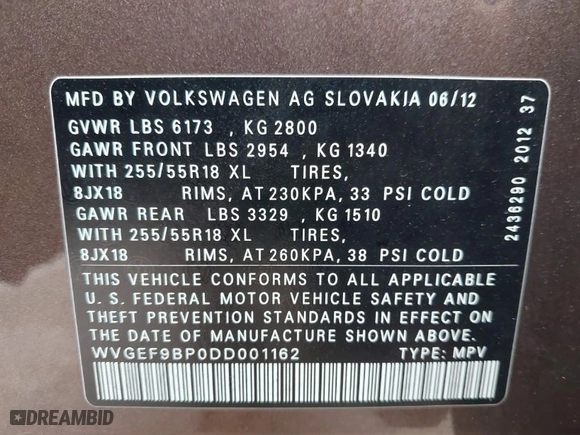 MFD BY VOLKSWAGEN AG SLOVAKIA 06/12
GVWR LBS 6173 , KG 2800
GAWR FRONT LBS 2954 , KG 1340
WITH 255/55R18 XL TIRES,
8JX18 RIMS, AT 230KPA, 33 PSI COLD
GAWR REAR LBS 3329 , KG 1510
WITH 255/55R18 XL TIRES,
8JX18 RIMS, AT 260KPA, 38 PSI COLD
THIS VEHICLE CONFORMS TO ALL APPLICABLE
U. S. FEDERAL MOTOR VEHICLE SAFETY AND
THEFT PREVENTION STANDARDS IN EFFECT ON
THE DATE OF MANUFACTURE SHOWN ABOVE.
WVGEF9BP0DD001162 TYPE: MPV
2436290 2012 37
DREAMBID